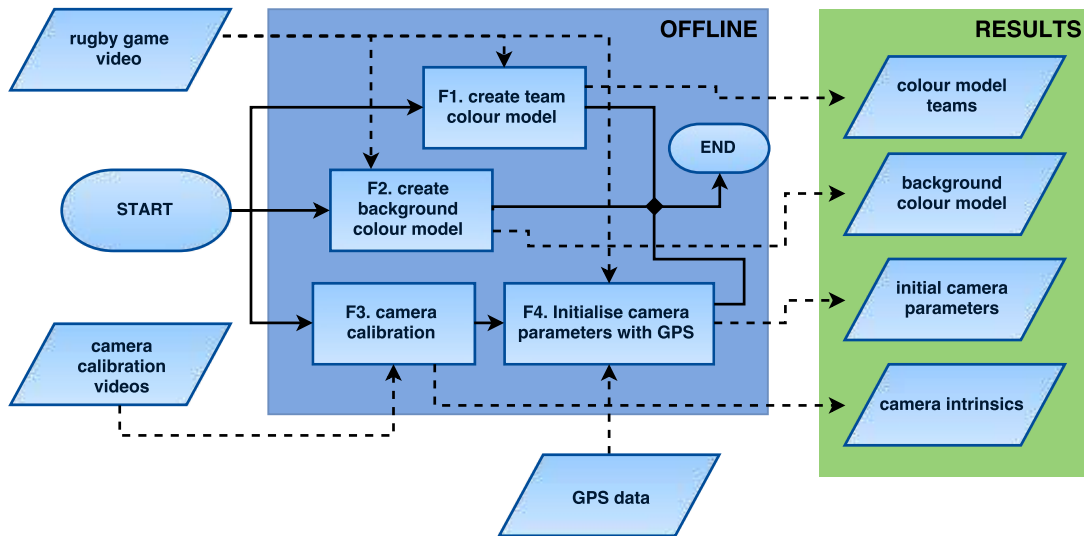 rugby game
video
OFFLINE
RESULTS
F1. create team
colour model
colour model
teams
END
START
F2. create
background
colour model
background
colour model
F3. camera
calibration
F4. Initialise camera
parameters with GPS
initial camera
parameters
camera
calibration
videos
camera intrinsics
GPS data